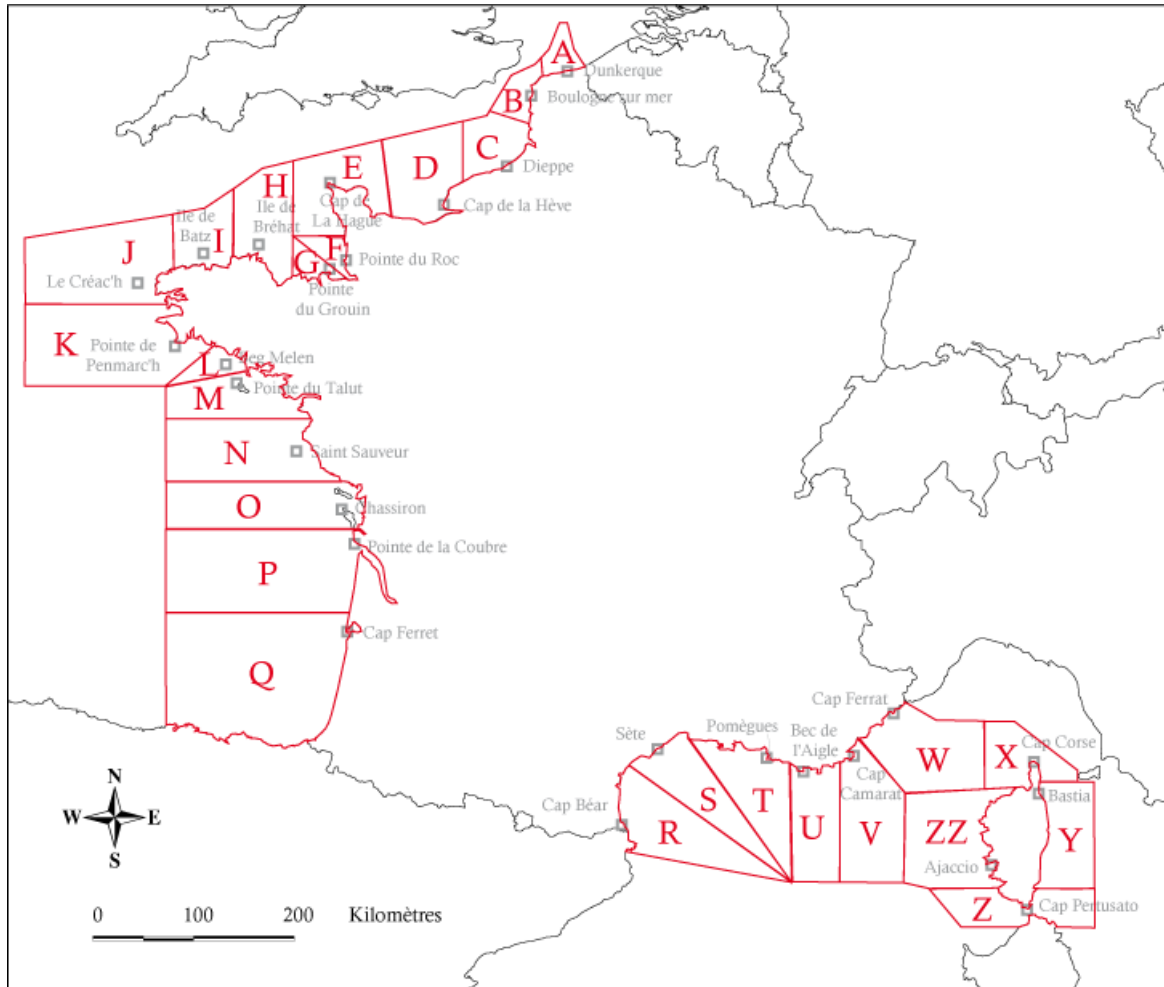 A
Dunkerque
B
Boulogne sur mer
C
Dieppe
D
Cap de la Hève
E
Cap de
La Hague
H
Ile de
Bréhat
Ile de
Batz
I
F
Pointe du Roc
G
Pointe
du Grouin
J
Le Créac'h
K
Pointe de
Penmarc'h
L
Beg Melen
M
Pointe du Talut
N
Saint Sauveur
O
Chassiron
P
Pointe de la Coubre
Q
Cap Ferret
Cap Ferrat
Sète
Pomègues
Bec de
l'Aigle
W
X
Cap Corse
Cap
Camarat
Bastia
Cap Béar
R
S
T
U
V
ZZ
Y
Ajaccio
Z
Cap Pertusato
N
W
E
S
0
100
200
Kilomètres